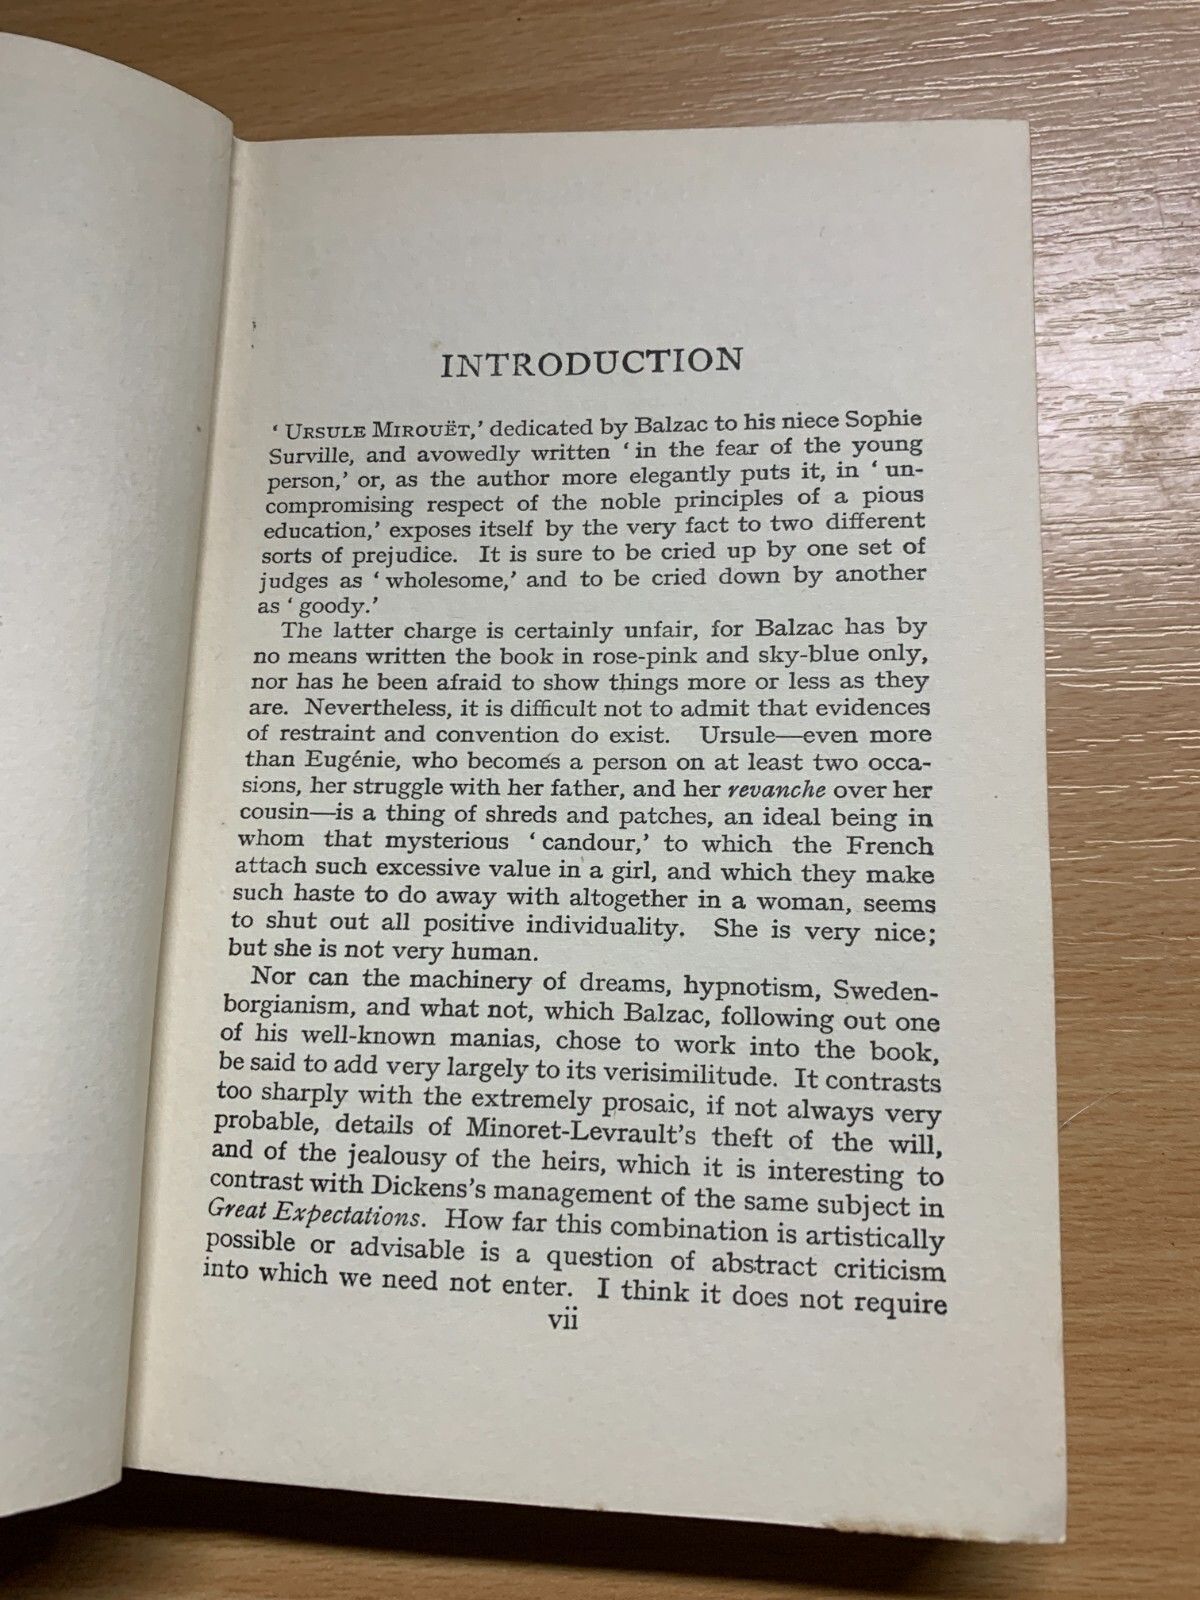 INTRODUCTION
‘ URSULE MIROUËT,’ dedicated by Balzac to his niece Sophie
Surville, and avowedly written ‘ in the fear of the young
person,’ or, as the author more elegantly puts it, in ‘ un-
compromising respect of the noble principles of a pious
education,’ exposes itself by the very fact to two different
sorts of prejudice. It is sure to be cried up by one set of
judges as ‘ wholesome,’ and to be cried down by another
as ‘ goody.’
The latter charge is certainly unfair, for Balzac has by
no means written the book in rose-pink and sky-blue only,
nor has he been afraid to show things more or less as they
are. Nevertheless, it is difficult not to admit that evidences
of restraint and convention do exist. Ursule—even more
than Eugénie, who becomes a person on at least two occa-
sions, her struggle with her father, and her revanche over her
cousin—is a thing of shreds and patches, an ideal being in
whom that mysterious ‘ candour,’ to which the French
attach such excessive value in a girl, and which they make
such haste to do away with altogether in a woman, seems
to shut out all positive individuality. She is very nice;
but she is not very human.
Nor can the machinery of dreams, hypnotism, Sweden-
borgianism, and what not, which Balzac, following out one
of his well-known manias, chose to work into the book,
be said to add very largely to its verisimilitude. It contrasts
too sharply with the extremely prosaic, if not always very
probable, details of Minoret-Levrault’s theft of the will,
and of the jealousy of the heirs, which it is interesting to
contrast with Dickens’s management of the same subject in
Great Expectations. How far this combination is artistically
possible or advisable is a question of abstract criticism
into which we need not enter. I think it does not require
vii